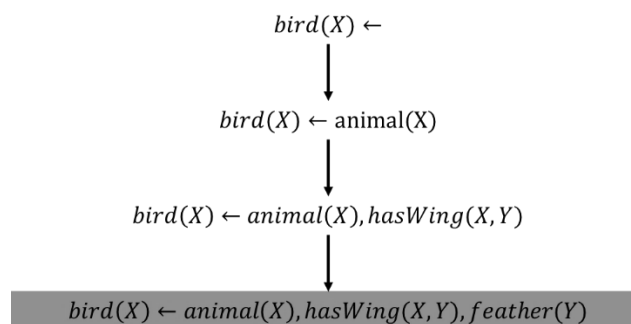 bird(X) ←
bird(X) ← animal(X)
bird(X) ← animal(X), hasWing(X, Y)
bird(X) ← animal(X), hasWing(X, Y), feather(Y)